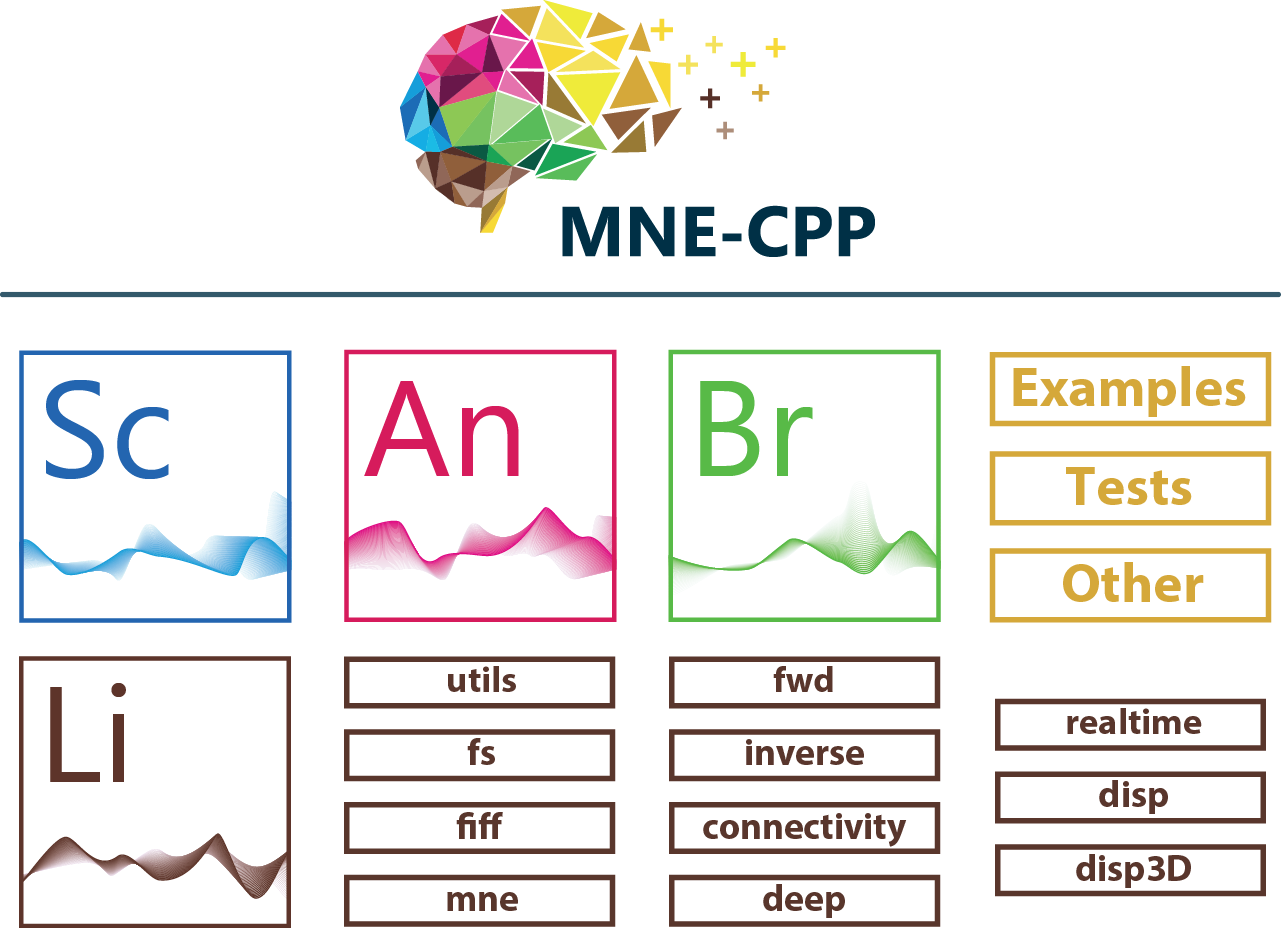 MNE-CPP
Sc
An
Br
Examples
Tests
Other
Li
utils
fs
fiff
mne
fwd
inverse
connectivity
deep
realtime
disp
disp3D